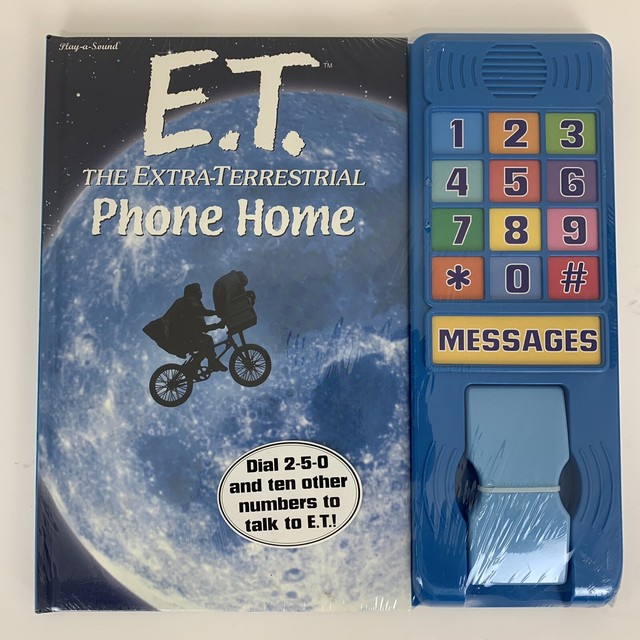 Play-a-Sound
E.T.™
THE EXTRA-TERRESTRIAL
Phone Home
Dial 2-5-0
and ten other
numbers to
talk to E.T.!
1 2 3
4 5 6
7 8 9
* 0 #
MESSAGES